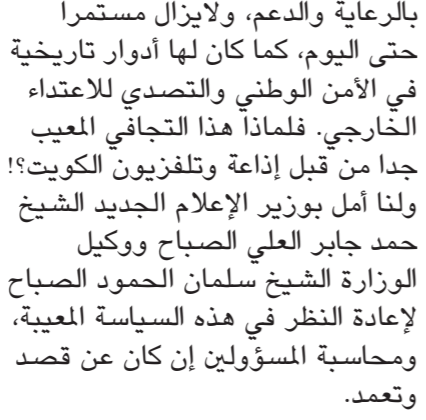 بالرعاية والدعم، ولايزال مستمرا
حتى اليوم، كما كان لها أدوار تاريخية
في الأمن الوطني والتصدي للاعتداء
الخارجي. فلماذا هذا التجافي المعيب
جدا من قبل إذاعة وتلفزيون الكويت؟!
ولنا أمل بوزير الإعلام الجديد الشيخ
حمد جابر العلي الصباح ووكيل
الوزارة الشيخ سلمان الحمود الصباح
لإعادة النظر في هذه السياسة المعيبة،
ومحاسبة المسؤولين إن كان عن قصد
وتعمد.